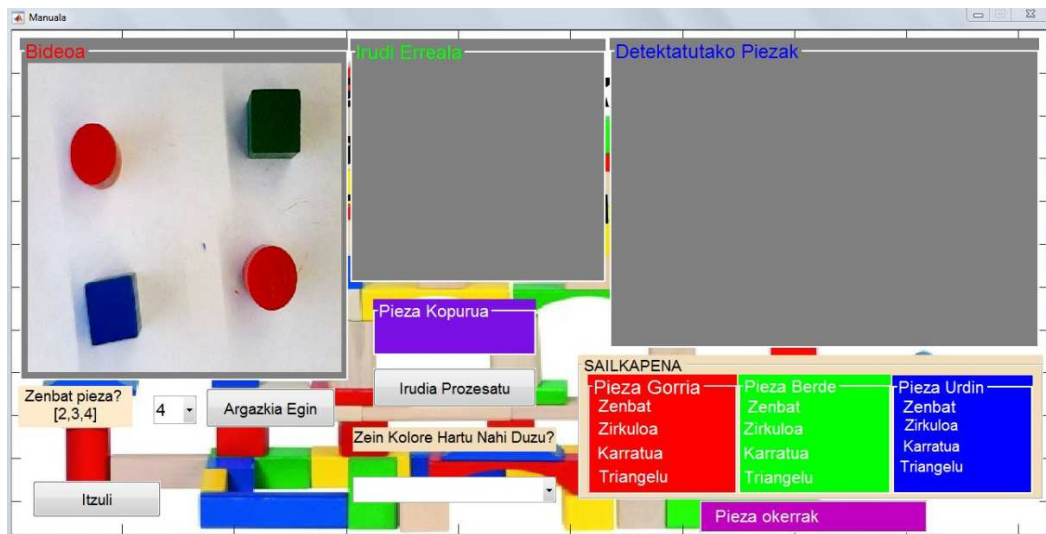 Manuala
Bideoa
Irudi Erreala
Detektatutako Piezak
Pieza Kopurua
Irudia Prozesatu
Zenbat pieza?
[2,3,4]
4
Argazkia Egin
Zein Kolore Hartu Nahi Duzu?
Itzuli
SAILKAPENA
Pieza Gorria
Zenbat
Zirkuloa
Karratua
Triangelu
Pieza Berde
Zenbat
Zirkuloa
Karratua
Triangelu
Pieza Urdin
Zenbat
Zirkuloa
Karratua
Triangelu
Pieza okerrak